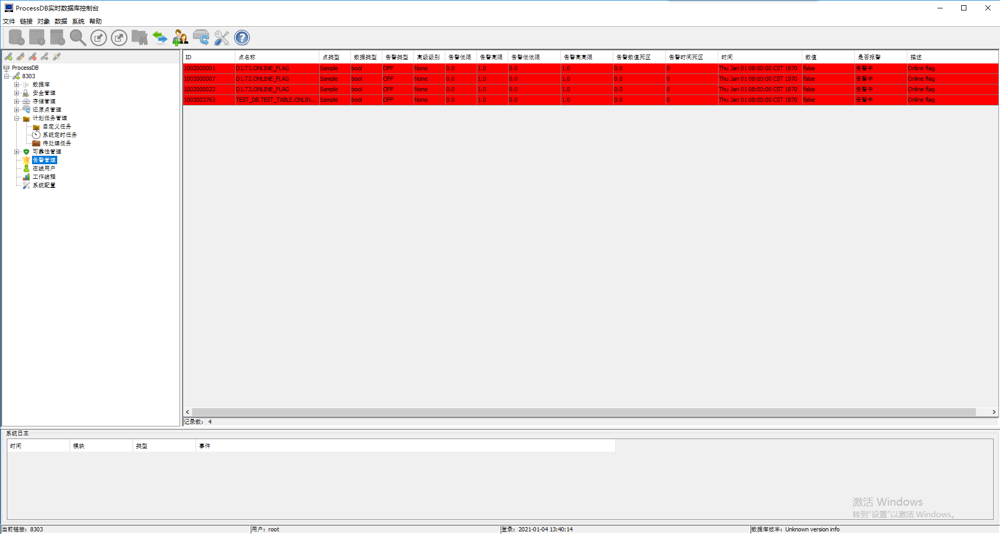 ProcessDB实时数据库控制台
文件 链接 对象 数据 系统 帮助
ProcessDB
8303
数据库
安全管理
存储管理
还原点管理
计划任务管理
自定义任务
系统定时任务
待处理任务
可靠性管理
告警管理
在线用户
工作线程
系统配置
ID 点名称 点类型 数据类型 告警类型 高级级别 告警低限 告警高限 告警低低限 告警高高限 告警数值死区 告警时间死区 时间 数值 是否报警 描述
1002000001 D1.T1.ONLINE_FLAG Sample bool OFF None 0.0 1.0 0.0 1.0 0.0 0 Thu Jan 01 08:00:00 CST 1970 false 告警中 Online flag
1002000007 D1.T2.ONLINE_FLAG Sample bool OFF None 0.0 1.0 0.0 1.0 0.0 0 Thu Jan 01 08:00:00 CST 1970 false 告警中 Online flag
1002000023 D1.T3.ONLINE_FLAG Sample bool OFF None 0.0 1.0 0.0 1.0 0.0 0 Thu Jan 01 08:00:00 CST 1970 false 告警中 Online flag
1003003763 TEST_DB.TEST_TABLE.ONLIN... Sample bool OFF None 0.0 1.0 0.0 1.0 0.0 0 Thu Jan 01 08:00:00 CST 1970 false 告警中 Online flag
记录数: 4
系统日志
时间 模块 类型 事件
激活 Windows
转到“设置”以激活 Windows。
当前链接: 8303 用户: root 登录: 2021-01-04 13:40:14 数据库版本: Unknown version info